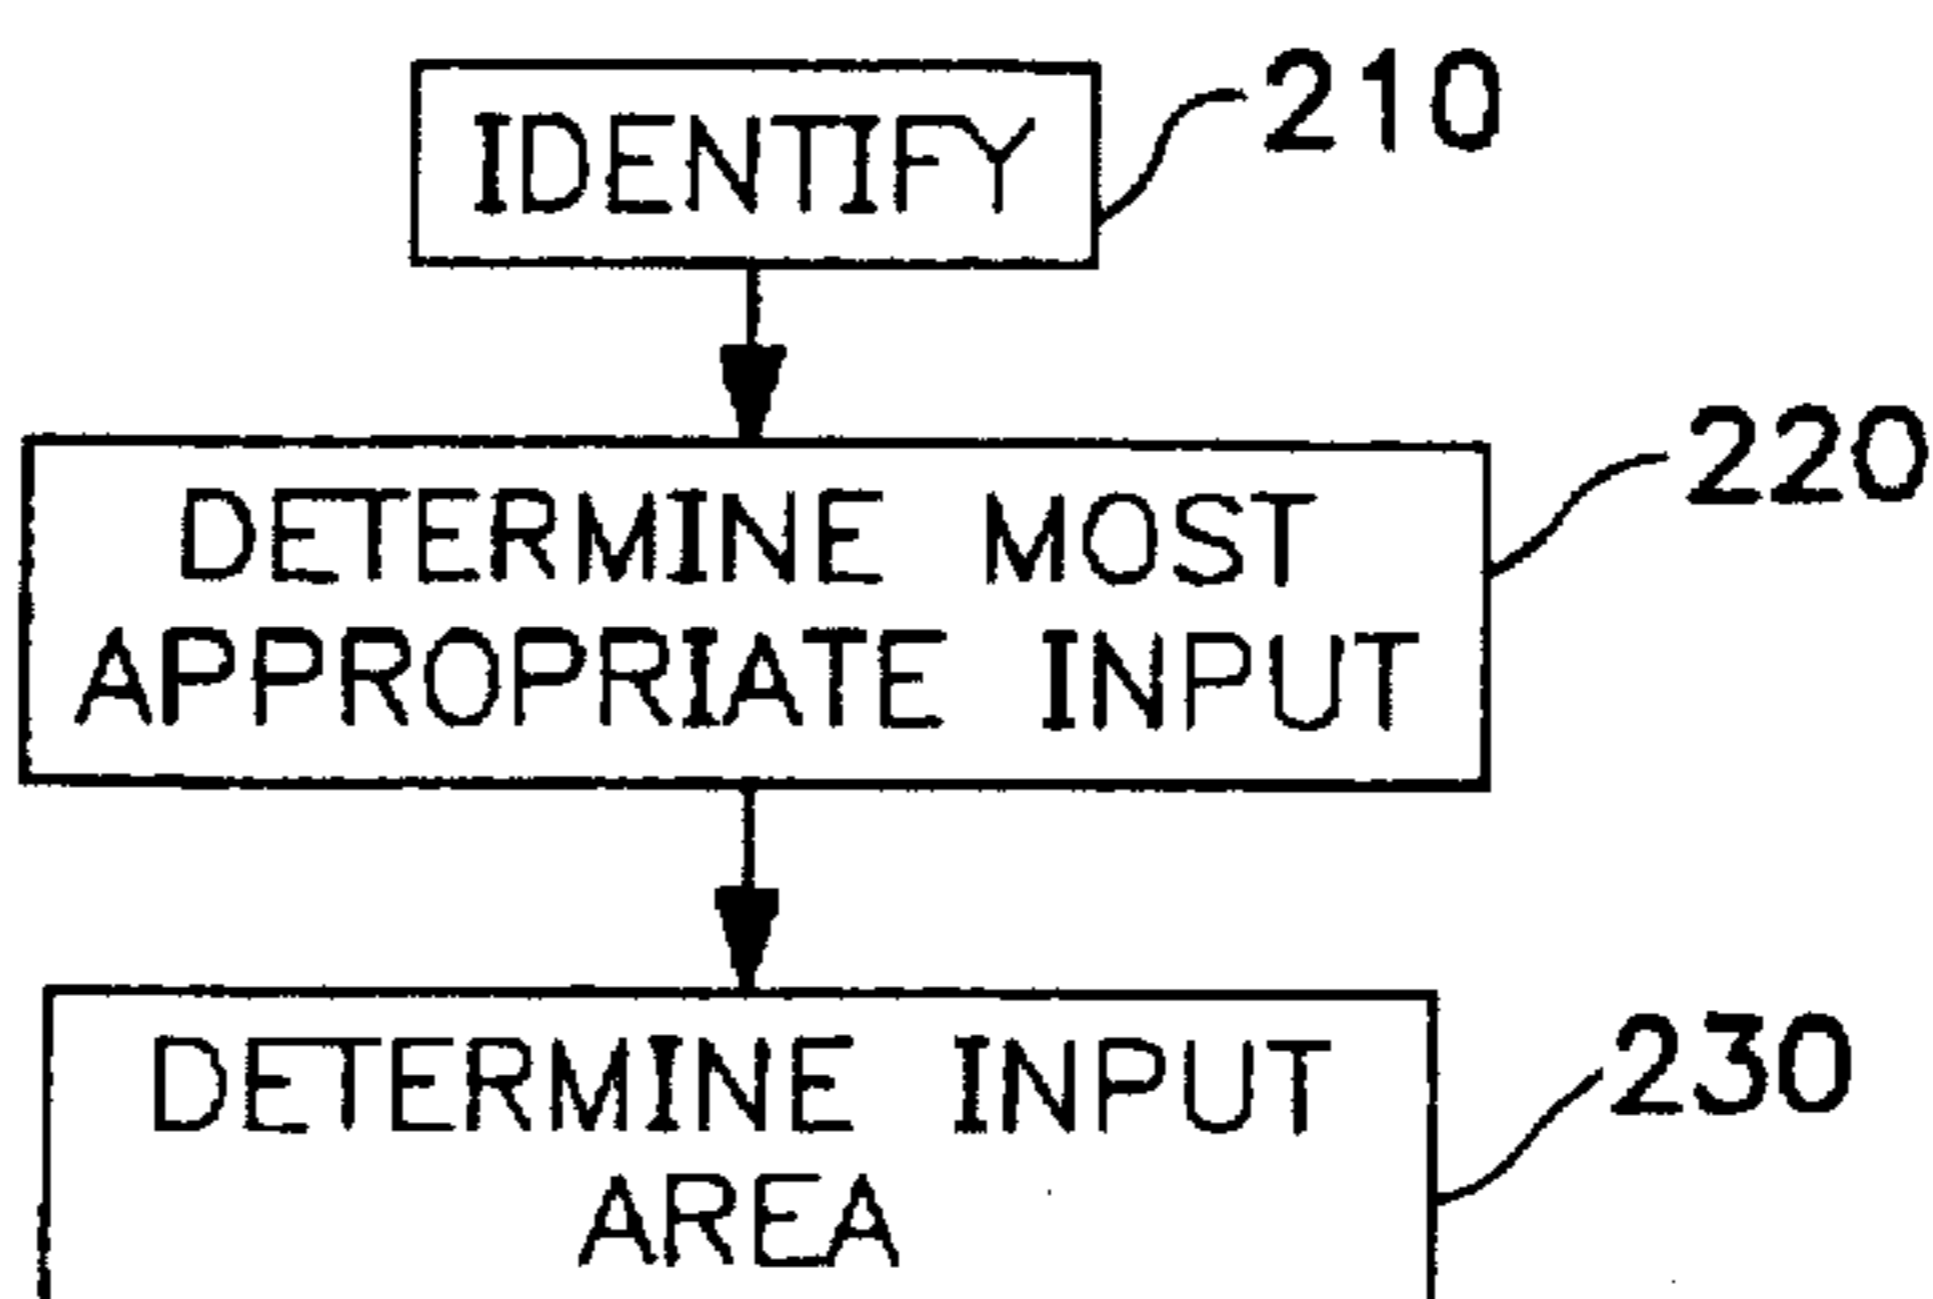 IDENTIFY
210
DETERMINE MOST
APPROPRIATE INPUT
220
DETERMINE INPUT
AREA
230